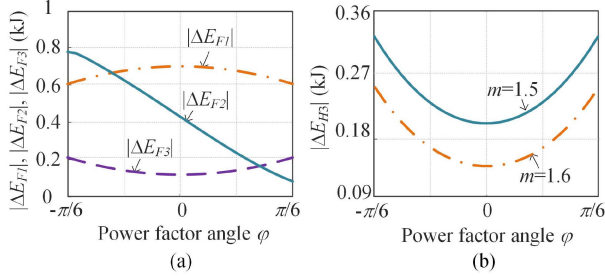 |ΔE_{F1}|, |ΔE_{F2}|, |ΔE_{F3}| (kJ)
1
0.8
0.6
0.4
0.2
0
|ΔE_{F1}|
|ΔE_{F2}|
|ΔE_{F3}|
-π/6 0 π/6
Power factor angle φ
(a)
|ΔE_{H3}| (kJ)
0.36
0.27
0.18
0.09
m=1.5
m=1.6
-π/6 0 π/6
Power factor angle φ
(b)